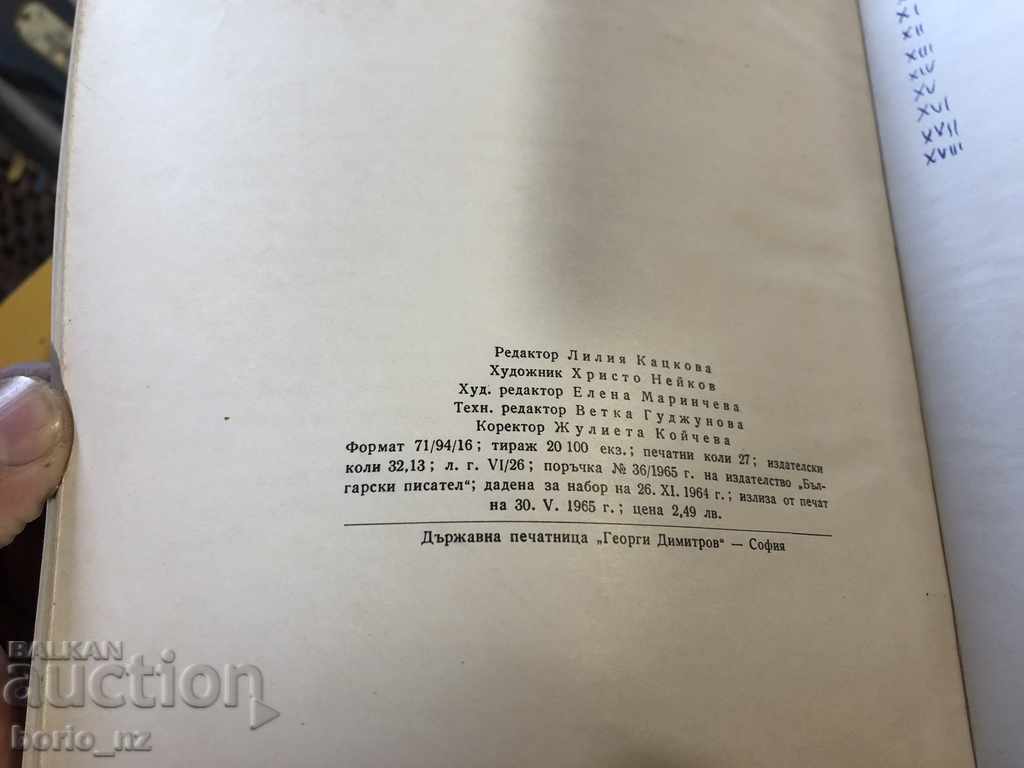 Редактор Лилия Кацкова
Художник Христо Нейков
Худ. редактор Елена Маринчева
Техн. редактор Ветка Гуджунова
Коректор Жулиета Койчева
Формат 71/94/16; тираж 20 100 екз.; печатни коли 27; издателски
коли 32,13; л. г. VI/26; поръчка № 36/1965 г. на издателство „Бъл-
гарски писател“; дадена за набор на 26. XI. 1964 г.; излиза от печат
на 30. V. 1965 г.; цена 2,49 лв.
Държавна печатница „Георги Димитров“ — София
XI
XII
XIII
XIV
XV
XVI
XVII
XVIII
BALKAN
auction
borio_nz